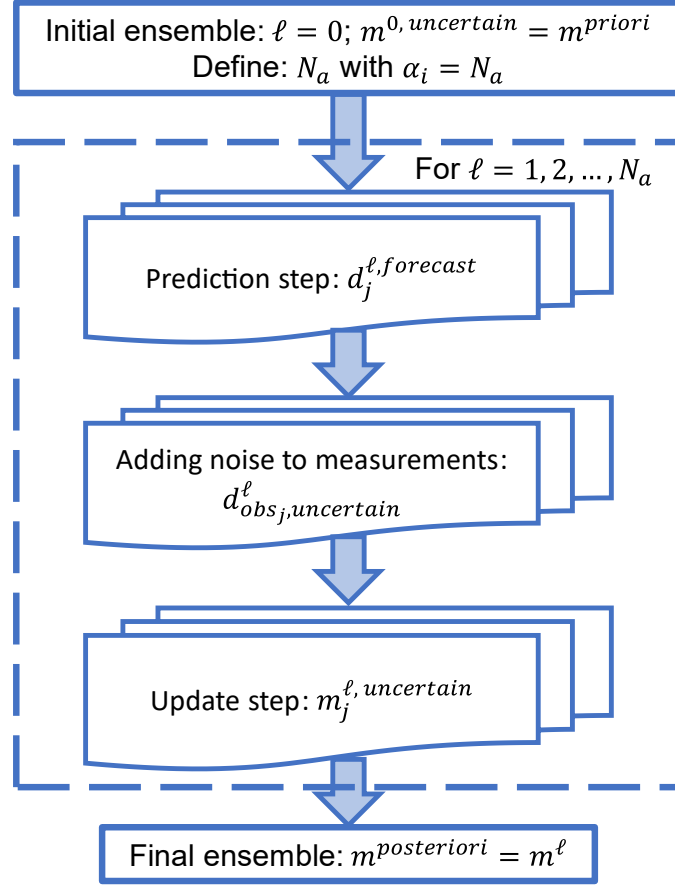 Initial ensemble: ℓ = 0; m^{0, uncertain} = m^{priori}
Define: N_a with α_i = N_a
For ℓ = 1, 2, … , N_a
Prediction step: d_j^{ℓ,forecast}
Adding noise to measurements:
d_{obs_j,uncertain}^{ℓ}
Update step: m_j^{ℓ, uncertain}
Final ensemble: m^{posteriori} = m^ℓ